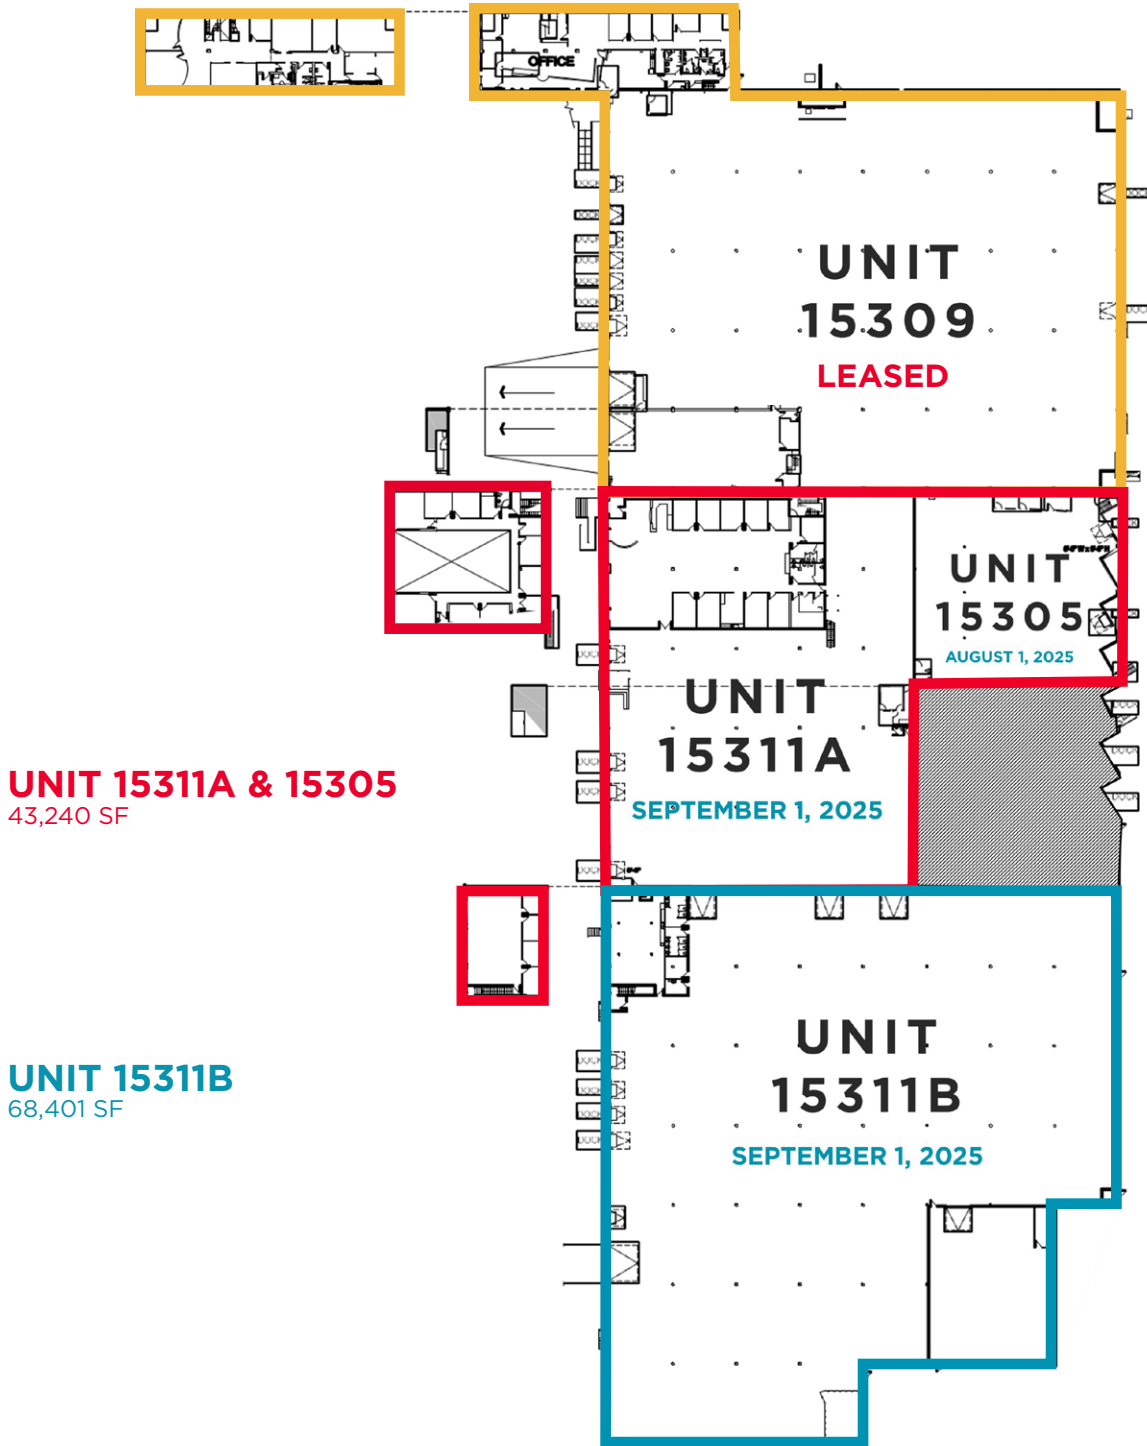 OFFICE
UNIT
15309
LEASED
UNIT
15305
AUGUST 1, 2025
UNIT
15311A
SEPTEMBER 1, 2025
UNIT 15311A & 15305
43,240 SF
UNIT
15311B
SEPTEMBER 1, 2025
UNIT 15311B
68,401 SF